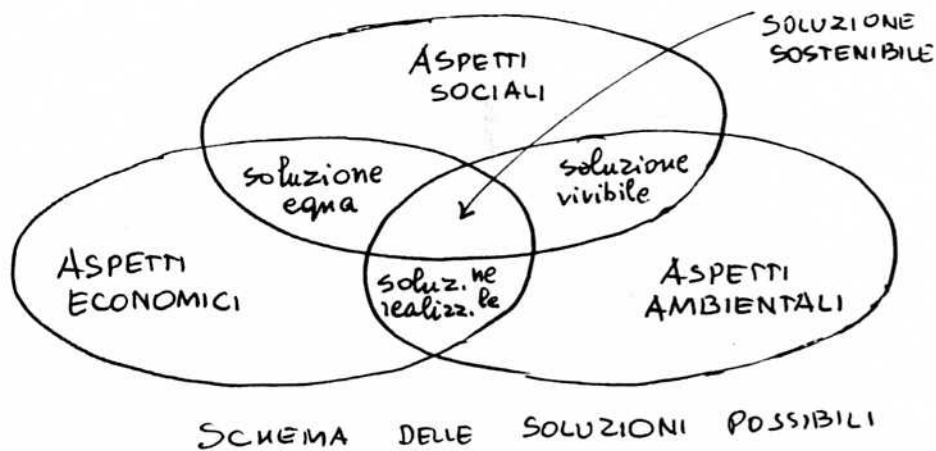 SOLUZIONE
SOSTENIBILE
ASPETTI
SOCIALI
soluzione
equa
soluzione
vivibile
ASPETTI
ECONOMICI
soluz.ne
realizz.le
ASPETTI
AMBIENTALI
SCHEMA DELLE SOLUZIONI POSSIBILI